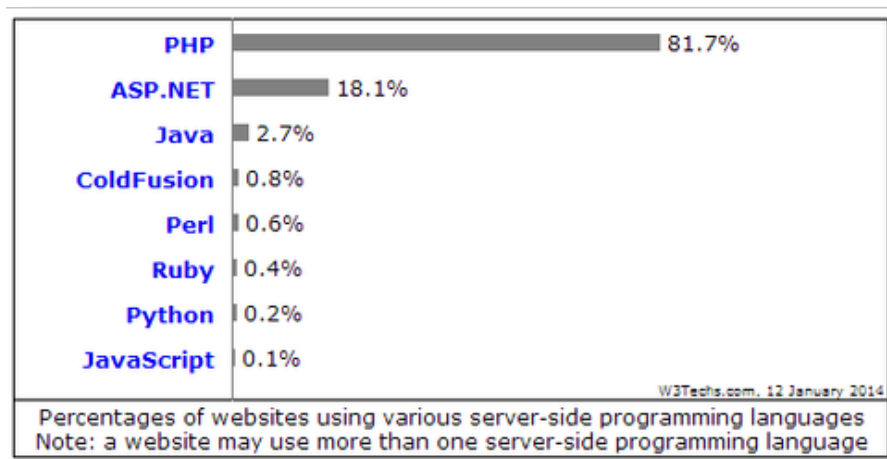 PHP 81.7%
ASP.NET 18.1%
Java 2.7%
ColdFusion 0.8%
Perl 0.6%
Ruby 0.4%
Python 0.2%
JavaScript 0.1%
W3Techs.com, 12 January 2014
Percentages of websites using various server-side programming languages
Note: a website may use more than one server-side programming language